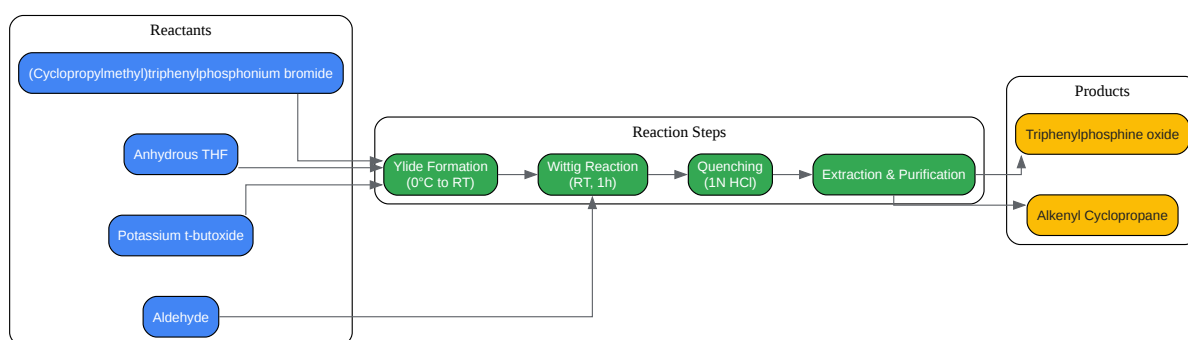 Reactants
(Cyclopropylmethyl)triphenylphosphonium bromide
Anhydrous THF
Potassium t-butoxide
Aldehyde
Reaction Steps
Ylide Formation
(0°C to RT)
Wittig Reaction
(RT, 1h)
Quenching
(1N HCl)
Extraction & Purification
Products
Triphenylphosphine oxide
Alkenyl Cyclopropane